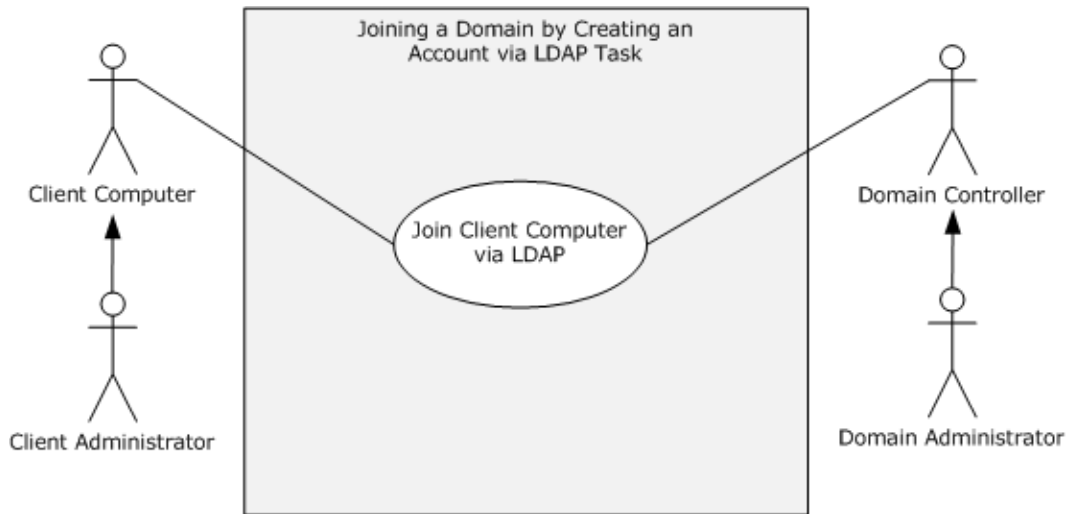 Joining a Domain by Creating an
Account via LDAP Task
Client Computer
Domain Controller
Join Client Computer
via LDAP
Client Administrator
Domain Administrator